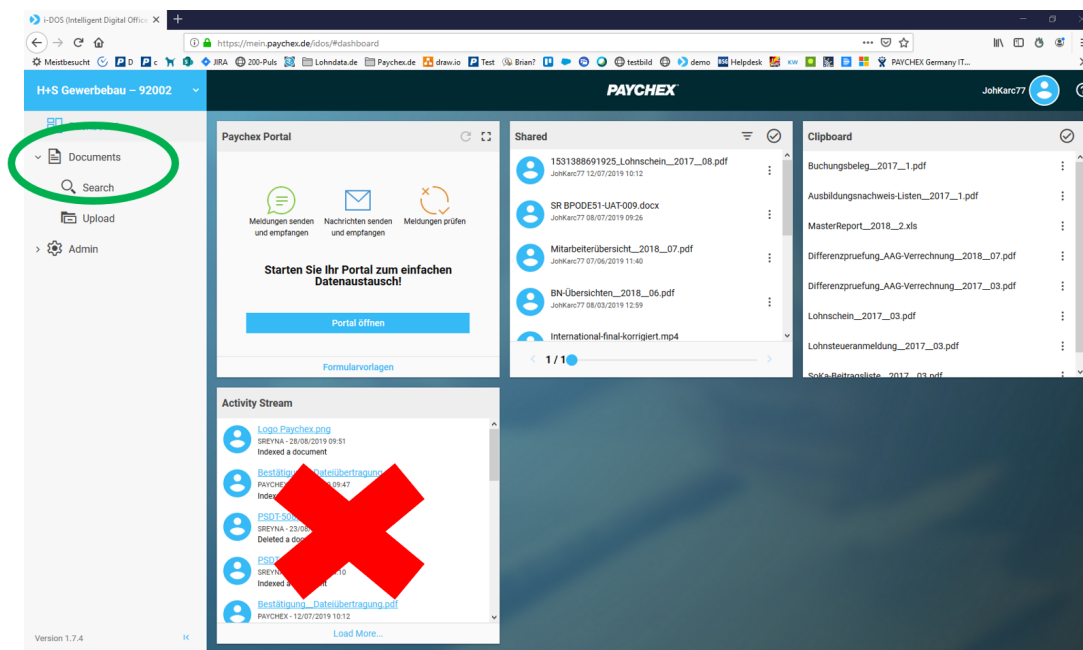 i-DOS (Intelligent Digital Office
https://mein.paychex.de/idos/#dashboard
Meistbesucht D c JIRA 200-Puls Lohndata.de Paychex.de draw.io Test Brian? testbild demo Helpdesk KW PAYCHEX Germany IT...
H+S Gewerbebau – 92002
PAYCHEX
JohKarc77
Documents
Search
Upload
Admin
Paychex Portal
Meldungen senden und empfangen
Nachrichten senden und empfangen
Meldungen prüfen
Starten Sie Ihr Portal zum einfachen
Datenaustausch!
Portal öffnen
Formularvorlagen
Shared
1531388691925_Lohnschein__2017__08.pdf
JohKarc77 12/07/2019 10:12
SR BPODE51-UAT-009.docx
JohKarc77 08/07/2019 09:26
Mitarbeiterübersicht__2018__07.pdf
JohKarc77 07/06/2019 11:40
BN-Übersichten__2018__06.pdf
JohKarc77 08/03/2019 12:59
International-final-korrigiert.mp4
1 / 1
Clipboard
Buchungsbeleg__2017__1.pdf
Ausbildungsnachweis-Listen__2017__1.pdf
MasterReport__2018__2.xls
Differenzpruefung_AAG-Verrechnung__2018__07.pdf
Differenzpruefung_AAG-Verrechnung__2017__03.pdf
Lohnschein__2017__03.pdf
Lohnsteueranmeldung__2017__03.pdf
SoKa-Beitragsliste__2017__03.pdf
Activity Stream
Logo Paychex.png
SREYNA - 28/08/2019 09:51
Indexed a document
Bestätigung Dateiübertragung
09:47
SREYNA - 23/08
Deleted a
10
Indexed a
Bestätigung__Dateiübertragung.pdf
PAYCHEX - 12/07/2019 10:12
Load More...
Version 1.7.4